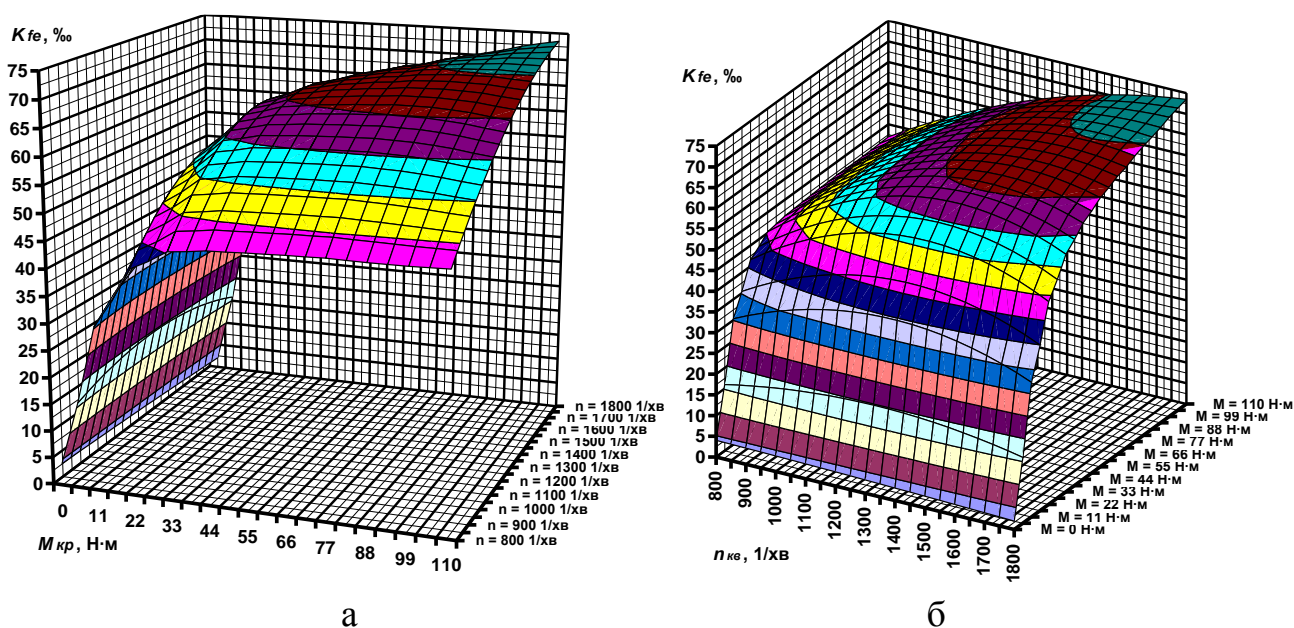 Kfe, ‰
75
70
65
60
55
50
45
40
35
30
25
20
15
10
5
0
0
11
22
33
44
55
66
77
88
99
110
Mкр, Н·м
n = 1800 1/хв
n = 1700 1/хв
n = 1600 1/хв
n = 1500 1/хв
n = 1400 1/хв
n = 1300 1/хв
n = 1200 1/хв
n = 1100 1/хв
n = 1000 1/хв
n = 900 1/хв
n = 800 1/хв
а
Kfe, ‰
75
70
65
60
55
50
45
40
35
30
25
20
15
10
5
0
800
900
1000
1100
1200
1300
1400
1500
1600
1700
1800
nкв, 1/хв
M = 110 Н·м
M = 99 Н·м
M = 88 Н·м
M = 77 Н·м
M = 66 Н·м
M = 55 Н·м
M = 44 Н·м
M = 33 Н·м
M = 22 Н·м
M = 11 Н·м
M = 0 Н·м
б